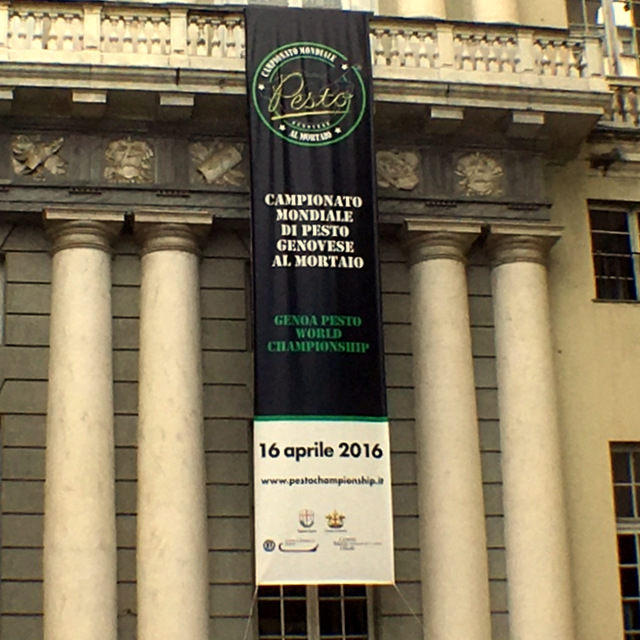 CAMPIONATO MONDIALE
Pesto
GENOVESE
AL MORTAIO
CAMPIONATO
MONDIALE
DI PESTO
GENOVESE
AL MORTAIO
GENOA PESTO
WORLD
CHAMPIONSHIP
16 aprile 2016
www.pestochampionship.it